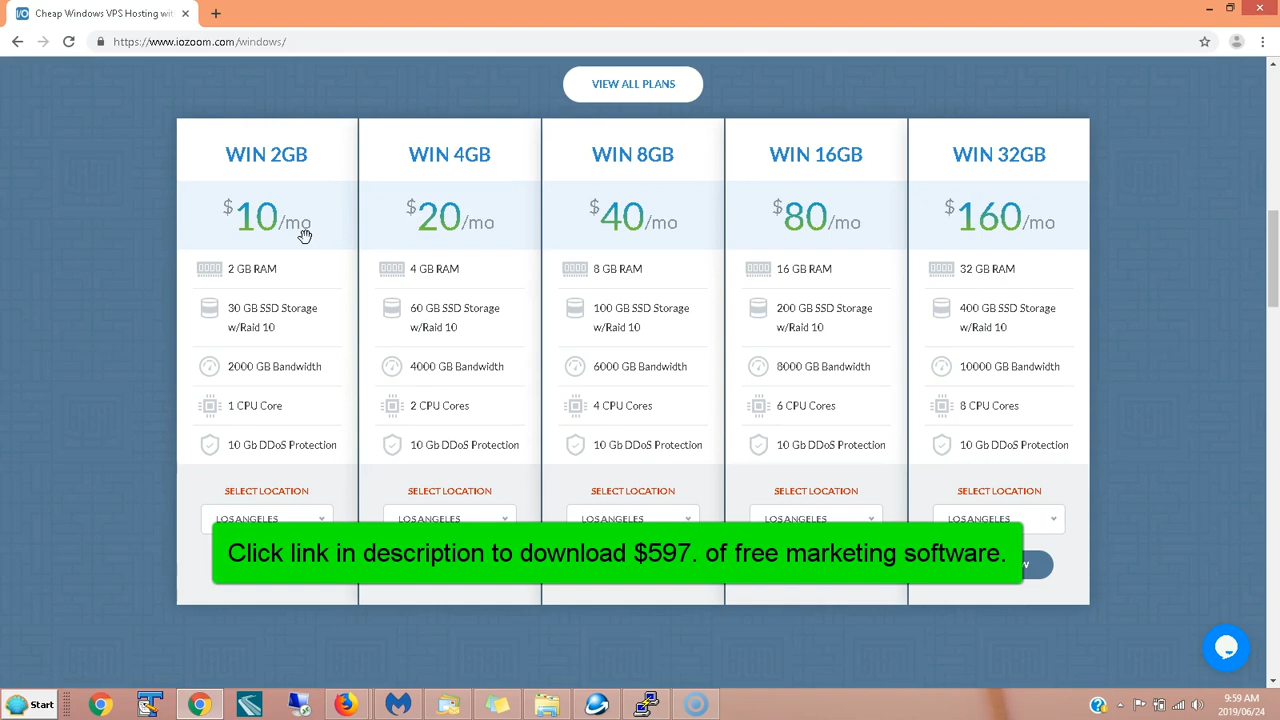 Cheap Windows VPS Hosting wit
https://www.iozoom.com/windows/
VIEW ALL PLANS
WIN 2GB
$10/mo
2 GB RAM
30 GB SSD Storage
w/Raid 10
2000 GB Bandwidth
1 CPU Core
10 Gb DDoS Protection
SELECT LOCATION
LOS ANGELES
WIN 4GB
$20/mo
4 GB RAM
60 GB SSD Storage
w/Raid 10
4000 GB Bandwidth
2 CPU Cores
10 Gb DDoS Protection
SELECT LOCATION
LOS ANGELES
WIN 8GB
$40/mo
8 GB RAM
100 GB SSD Storage
w/Raid 10
6000 GB Bandwidth
4 CPU Cores
10 Gb DDoS Protection
SELECT LOCATION
LOS ANGELES
WIN 16GB
$80/mo
16 GB RAM
200 GB SSD Storage
w/Raid 10
8000 GB Bandwidth
6 CPU Cores
10 Gb DDoS Protection
SELECT LOCATION
LOS ANGELES
WIN 32GB
$160/mo
32 GB RAM
400 GB SSD Storage
w/Raid 10
10000 GB Bandwidth
8 CPU Cores
10 Gb DDoS Protection
SELECT LOCATION
LOS ANGELES
Click link in description to download $597. of free marketing software.
Start
9:59 AM
2019/06/24